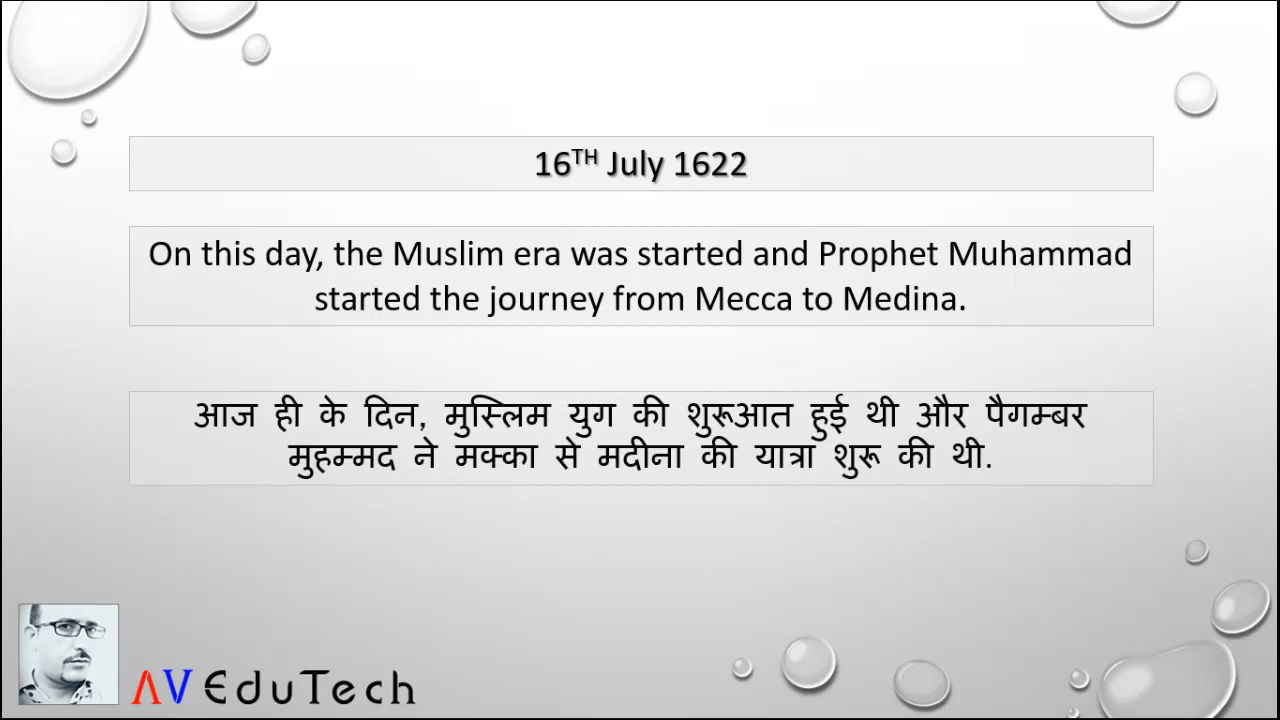 16TH July 1622
On this day, the Muslim era was started and Prophet Muhammad
started the journey from Mecca to Medina.
आज ही के दिन, मुस्लिम युग की शुरूआत हुई थी और पैगम्बर
मुहम्मद ने मक्का से मदीना की यात्रा शुरू की थी.
AV EduTech